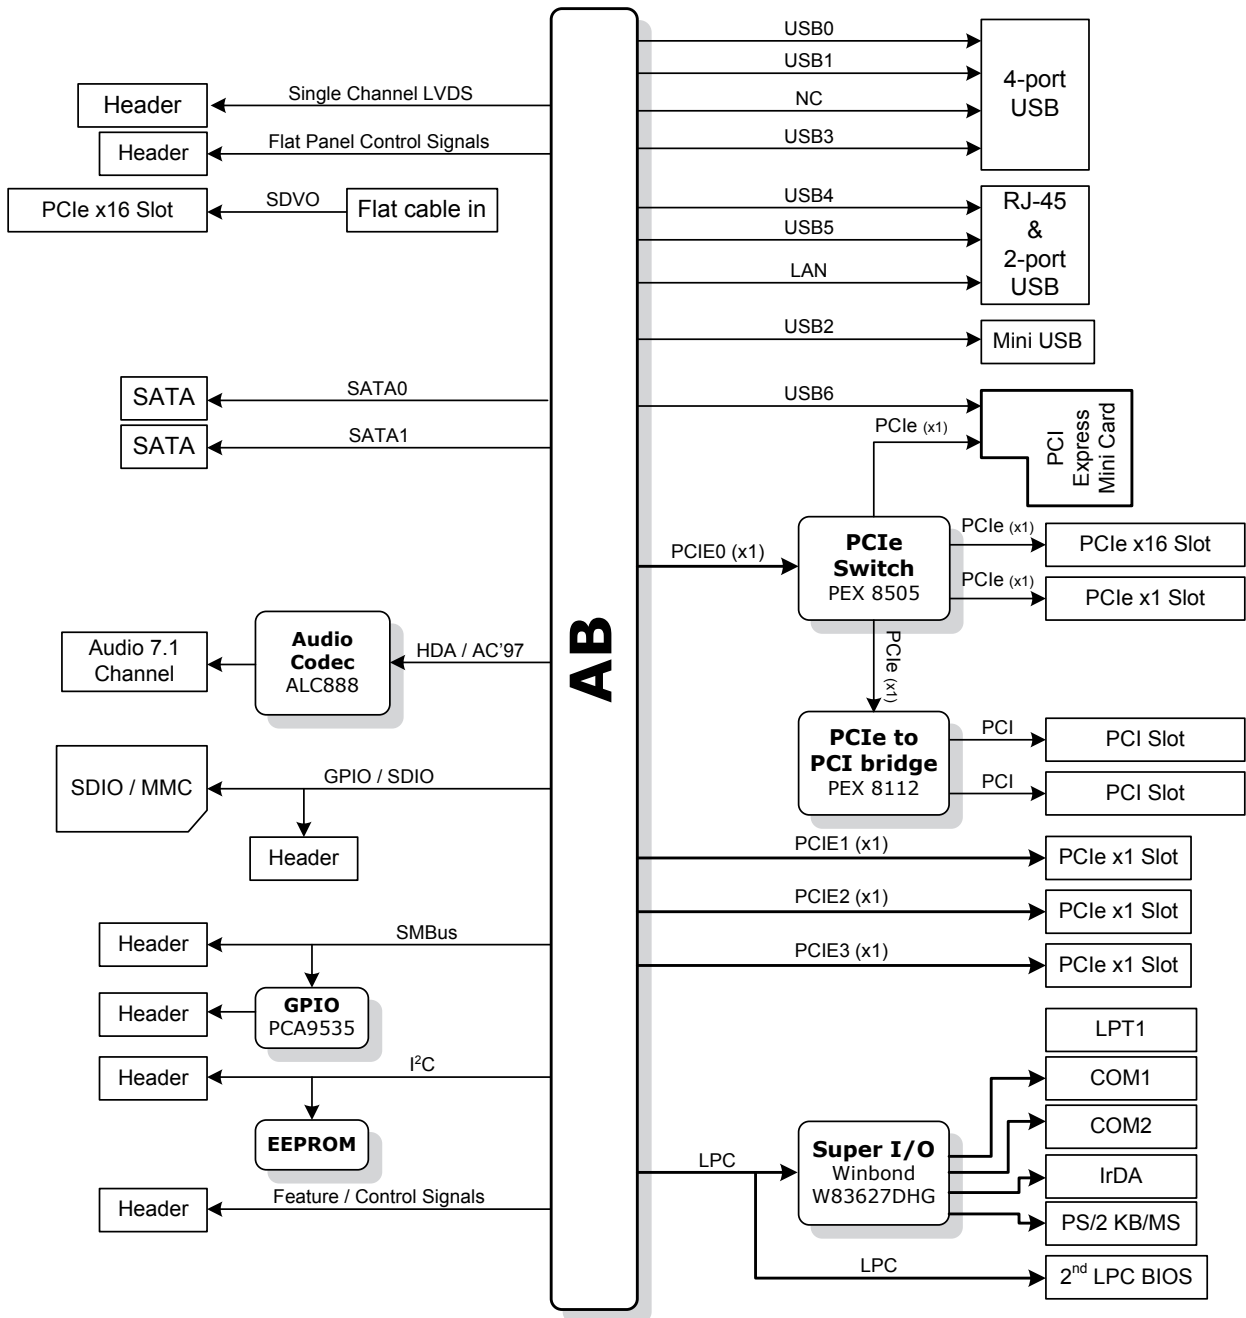 USB0
USB1
NC
USB3
4-port
USB
Single Channel LVDS
Header
Flat Panel Control Signals
Header
PCIe x16 Slot
SDVO
Flat cable in
USB4
USB5
LAN
RJ-45
&
2-port
USB
USB2
Mini USB
SATA
SATA0
SATA
SATA1
USB6
PCIe (x1)
PCI
Express
Mini Card
PCIE0 (x1)
PCIe
Switch
PEX 8505
PCIe (x1)
PCIe x16 Slot
PCIe (x1)
PCIe x1 Slot
AB
Audio 7.1
Channel
Audio
Codec
ALC888
HDA / AC'97
PCIe (x1)
PCIe to
PCI bridge
PEX 8112
PCI
PCI Slot
PCI
PCI Slot
SDIO / MMC
GPIO / SDIO
Header
PCIE1 (x1)
PCIe x1 Slot
PCIE2 (x1)
PCIe x1 Slot
PCIE3 (x1)
PCIe x1 Slot
Header
SMBus
Header
GPIO
PCA9535
Header
I²C
EEPROM
Header
Feature / Control Signals
LPC
Super I/O
Winbond
W83627DHG
LPT1
COM1
COM2
IrDA
PS/2 KB/MS
LPC
2nd LPC BIOS